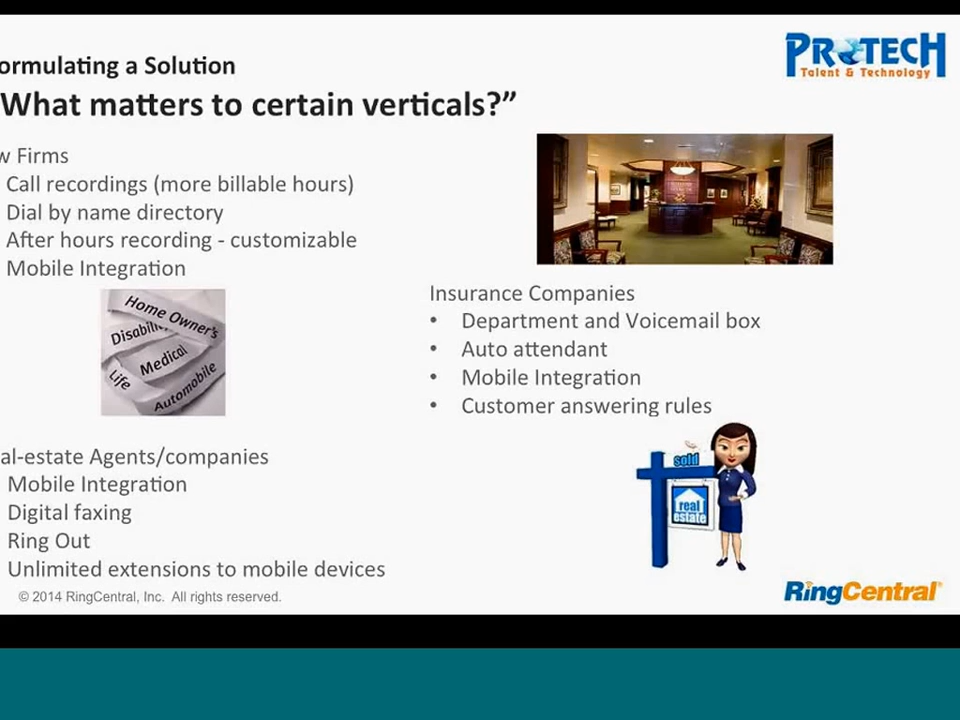 ormulating a Solution
What matters to certain verticals?”
PROTECH
Talent & Technology
w Firms
Call recordings (more billable hours)
Dial by name directory
After hours recording - customizable
Mobile Integration
Home Owner's
Disabili
Medical
Life
Automobile
Insurance Companies
• Department and Voicemail box
• Auto attendant
• Mobile Integration
• Customer answering rules
al-estate Agents/companies
Mobile Integration
Digital faxing
Ring Out
Unlimited extensions to mobile devices
sold
real
estate
© 2014 RingCentral, Inc. All rights reserved.
RingCentral®